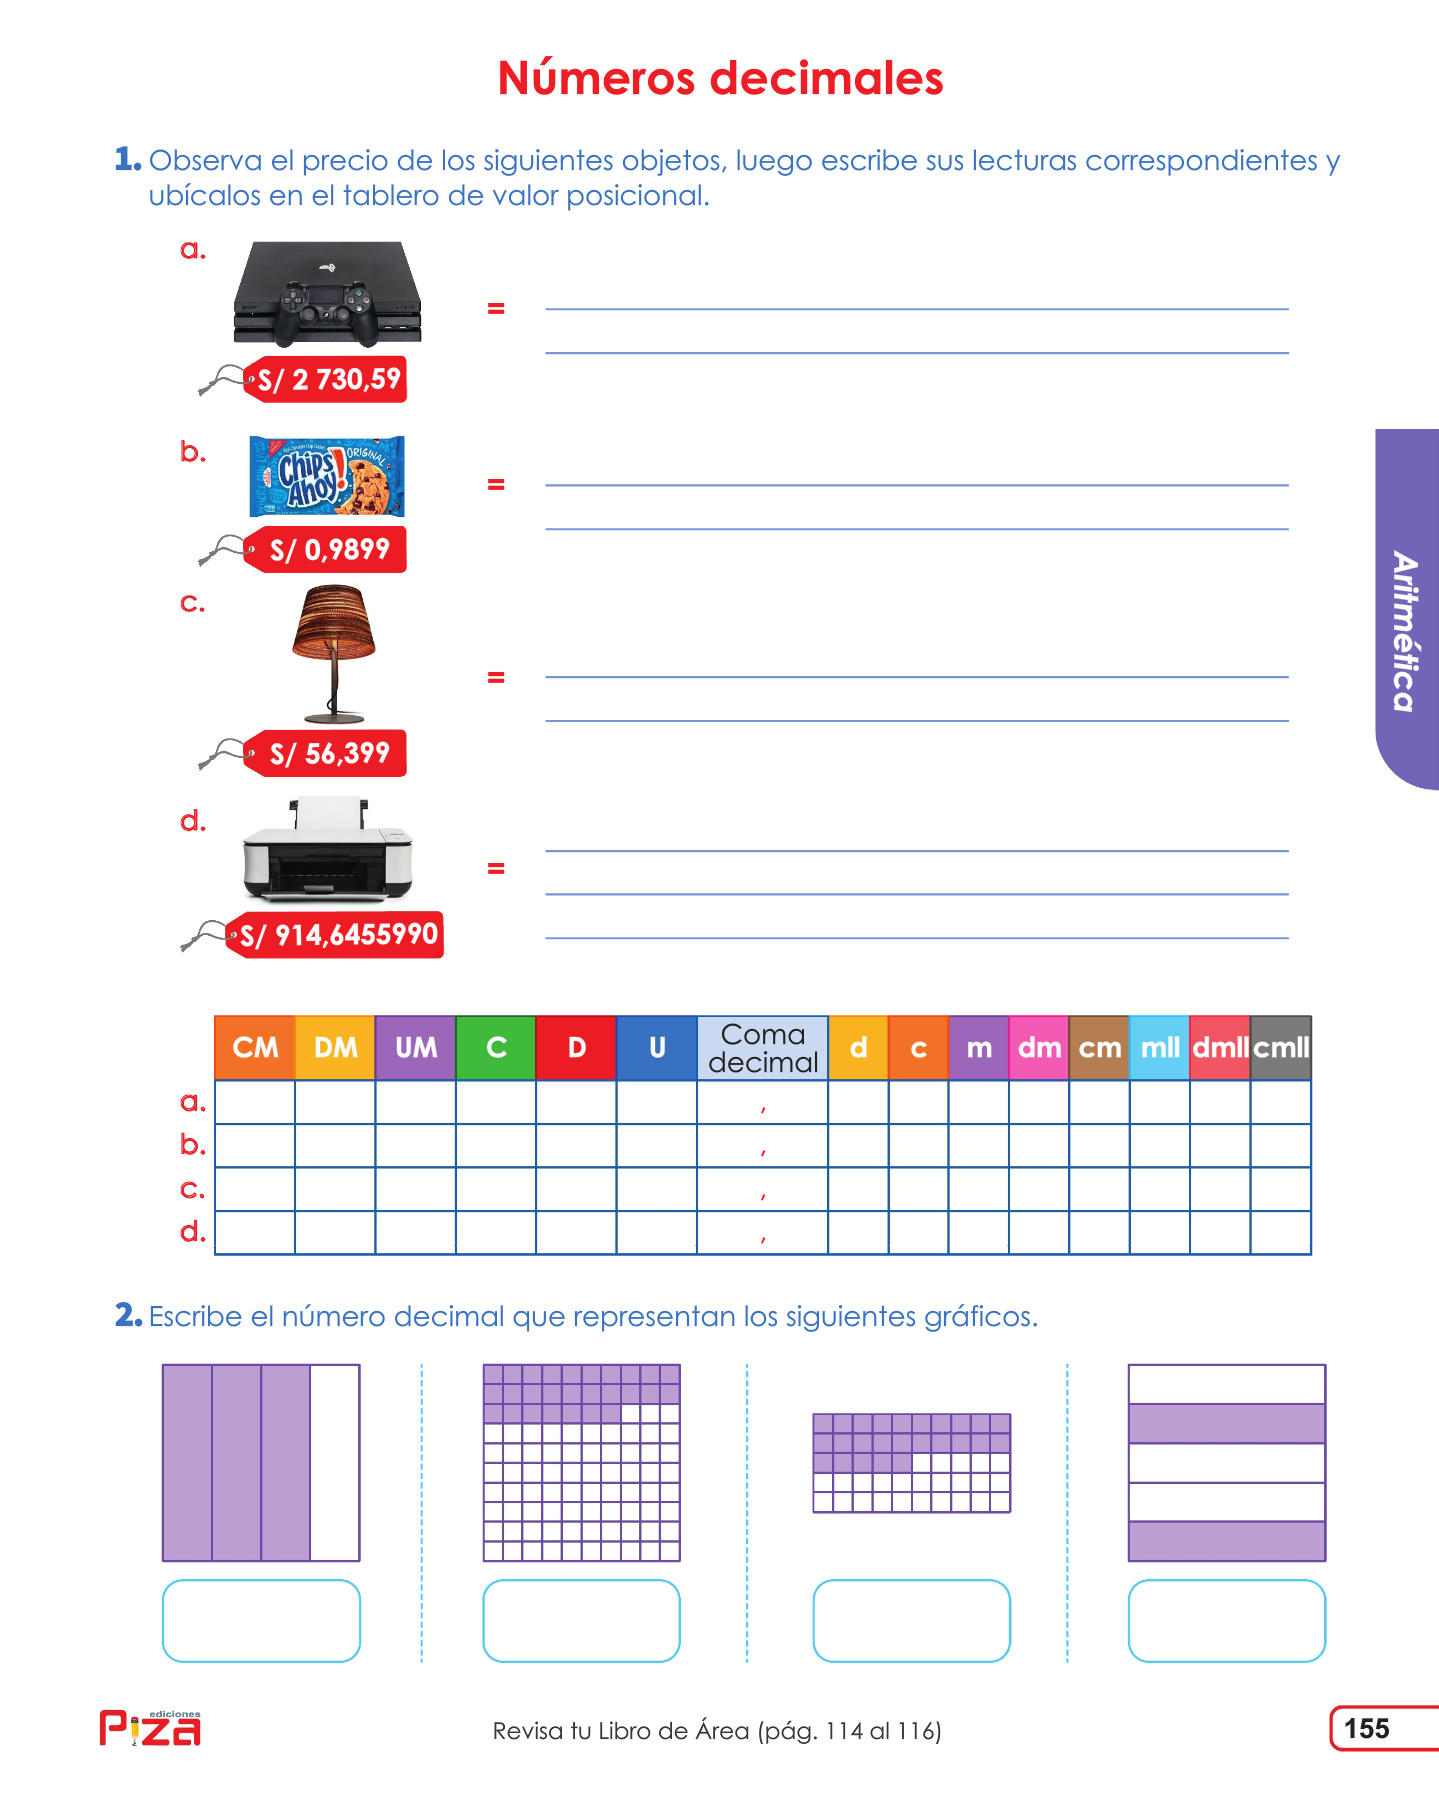 Números decimales
1. Observa el precio de los siguientes objetos, luego escribe sus lecturas correspondientes y
ubícalos en el tablero de valor posicional.
a.
=
S/ 2 730,59
b.
Chips
Ahoy!
ORIGINAL
=
S/ 0,9899
c.
=
S/ 56,399
d.
=
S/ 914,6455990
CM DM UM C D U Coma decimal d c m dm cm mll dmll cmll
a. ,
b. ,
c. ,
d. ,
2. Escribe el número decimal que representan los siguientes gráficos.
Aritmética
ediciones
Piza
Revisa tu Libro de Área (pág. 114 al 116)
155